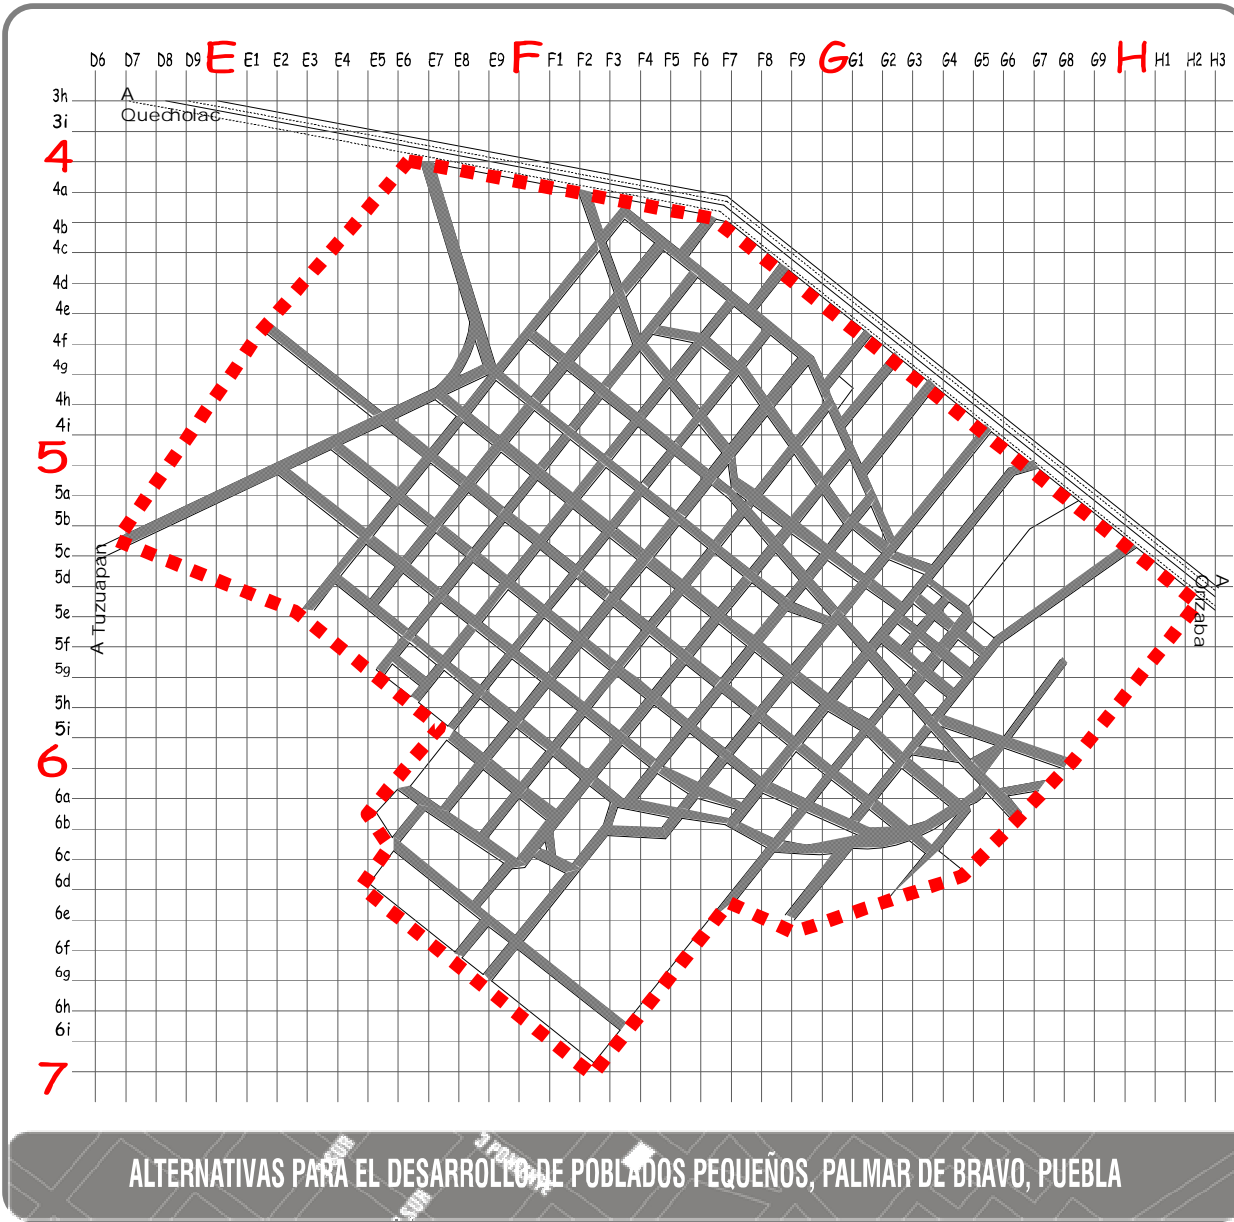 D6 D7 D8 D9 E E1 E2 E3 E4 E5 E6 E7 E8 E9 F F1 F2 F3 F4 F5 F6 F7 F8 F9 G G1 G2 G3 G4 G5 G6 G7 G8 G9 H H1 H2 H3
3h
A
Quecholac
3i
4
4a
4b
4c
4d
4e
4f
4g
4h
4i
5
5a
5b
5c
5d
5e
5f
5g
5h
5i
6
6a
6b
6c
6d
6e
6f
6g
6h
6i
7
A Tuzuapan
A
Orizaba
SUR
3 PONIENTE
SUR
ALTERNATIVAS PARA EL DESARROLLO DE POBLADOS PEQUEÑOS, PALMAR DE BRAVO, PUEBLA